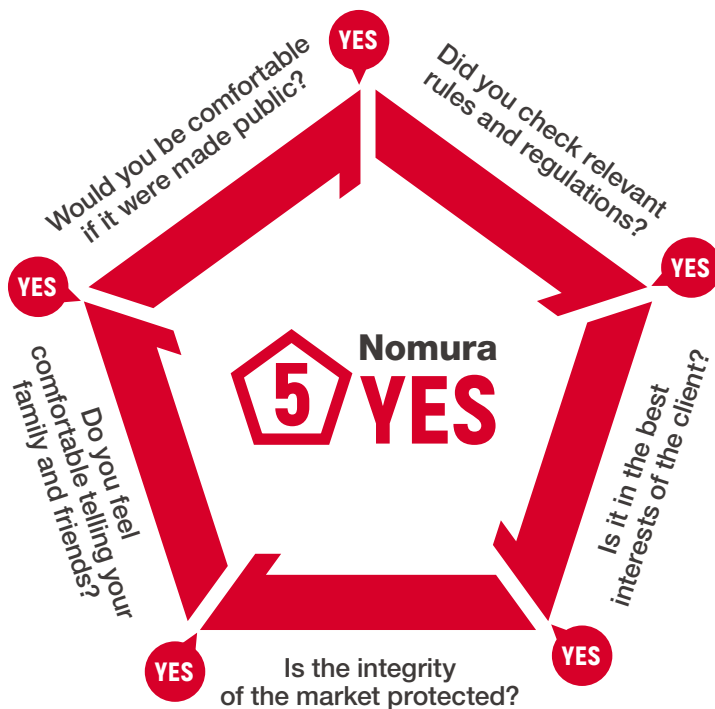 YES
Did you check relevant
rules and regulations?
YES
Is it in the best
interests of the client?
YES
Is the integrity
of the market protected?
YES
Do you feel
comfortable telling your
family and friends?
YES
Would you be comfortable
if it were made public?
5
Nomura
YES